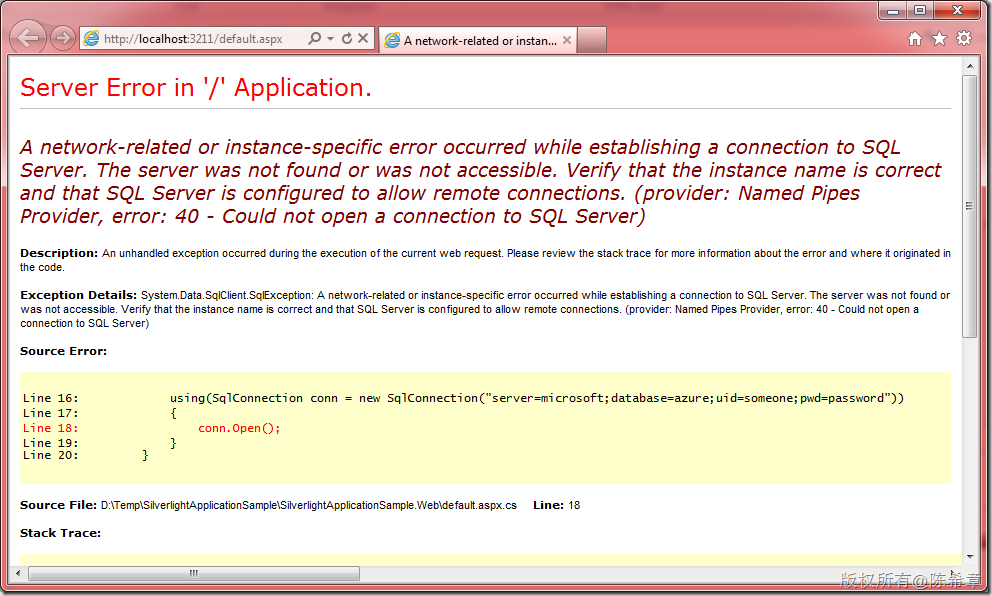 http://localhost:3211/default.aspx
A network-related or instan...
Server Error in '/' Application.
A network-related or instance-specific error occurred while establishing a connection to SQL
Server. The server was not found or was not accessible. Verify that the instance name is correct
and that SQL Server is configured to allow remote connections. (provider: Named Pipes
Provider, error: 40 - Could not open a connection to SQL Server)
Description: An unhandled exception occurred during the execution of the current web request. Please review the stack trace for more information about the error and where it originated in
the code.
Exception Details: System.Data.SqlClient.SqlException: A network-related or instance-specific error occurred while establishing a connection to SQL Server. The server was not found or
was not accessible. Verify that the instance name is correct and that SQL Server is configured to allow remote connections. (provider: Named Pipes Provider, error: 40 - Could not open a
connection to SQL Server)
Source Error:
Line 16: using(SqlConnection conn = new SqlConnection("server=microsoft;database=azure;uid=someone;pwd=password"))
Line 17: {
Line 18: conn.Open();
Line 19: }
Line 20: }
Source File: D:\Temp\SilverlightApplicationSample\SilverlightApplicationSample.Web\default.aspx.cs Line: 18
Stack Trace:
版权所有@陈希章